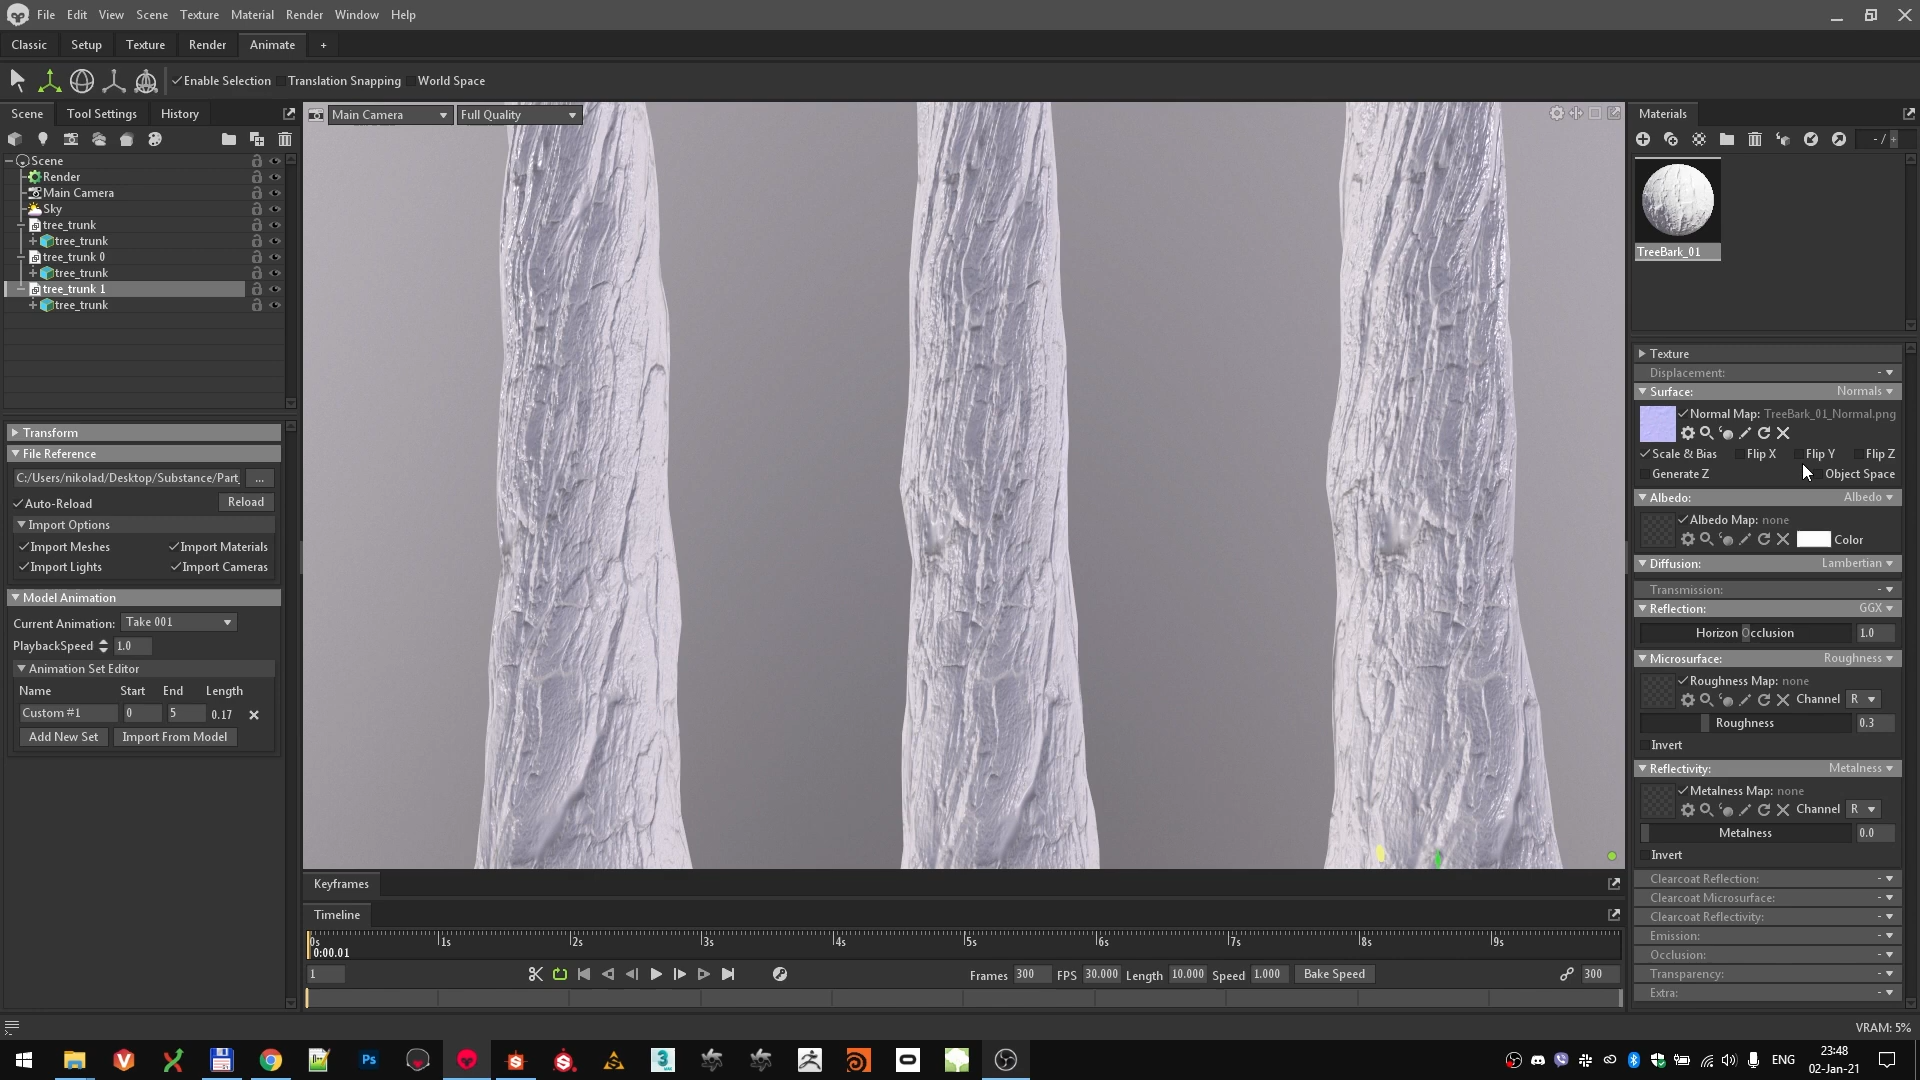 File Edit View Scene Texture Material Render Window Help
Classic Setup Texture Render Animate +
Enable Selection Translation Snapping World Space
Scene Tool Settings History
Scene
Render
Main Camera
Sky
tree_trunk
tree_trunk
tree_trunk 0
tree_trunk
tree_trunk 1
tree_trunk
Transform
File Reference
C:/Users/nikolad/Desktop/Substance/Part_ ...
Auto-Reload Reload
Import Options
Import Meshes Import Materials
Import Lights Import Cameras
Model Animation
Current Animation: Take 001
PlaybackSpeed 1.0
Animation Set Editor
Name Start End Length
Custom #1 0 5 0.17
Add New Set Import From Model
Main Camera Full Quality
Keyframes
Timeline
0s 1s 2s 3s 4s 5s 6s 7s 8s 9s
0:00.01
1 Frames 300 FPS 30.000 Length 10.000 Speed 1.000 Bake Speed 300
Materials
- / +
TreeBark_01
Texture
Displacement: -
Surface: Normals
Normal Map: TreeBark_01_Normal.png
Scale & Bias Flip X Flip Y Flip Z
Generate Z Object Space
Albedo: Albedo
Albedo Map: none
Color
Diffusion: Lambertian
Transmission: -
Reflection: GGX
Horizon Occlusion 1.0
Microsurface: Roughness
Roughness Map: none
Channel R
Roughness 0.3
Invert
Reflectivity: Metalness
Metalness Map: none
Channel R
Metalness 0.0
Invert
Clearcoat Reflection: -
Clearcoat Microsurface: -
Clearcoat Reflectivity: -
Emission: -
Occlusion: -
Transparency: -
Extra: -
VRAM: 5%
Ps 3 ENG 23:48
02-Jan-21